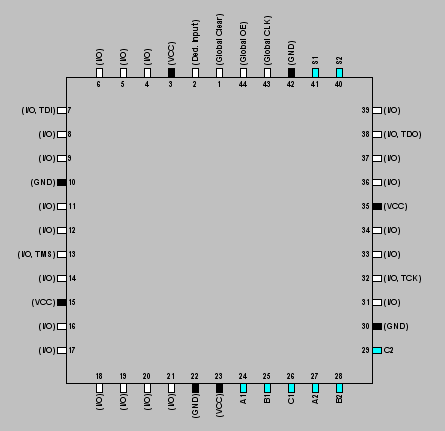 (I/O) (I/O) (I/O) (VCC) (Ded. Input) (Global Clear) (Global OE) (Global CLK) (GND) S1 S2
6 5 4 3 2 1 44 43 42 41 40
(I/O, TDI) 7 39 (I/O)
(I/O) 8 38 (I/O, TDO)
(I/O) 9 37 (I/O)
(GND) 10 36 (I/O)
(I/O) 11 35 (VCC)
(I/O) 12 34 (I/O)
(I/O, TMS) 13 33 (I/O)
(I/O) 14 32 (I/O, TCK)
(VCC) 15 31 (I/O)
(I/O) 16 30 (GND)
(I/O) 17 29 C2
18 19 20 21 22 23 24 25 26 27 28
(I/O) (I/O) (I/O) (I/O) (GND) (VCC) A1 B1 C1 A2 B2